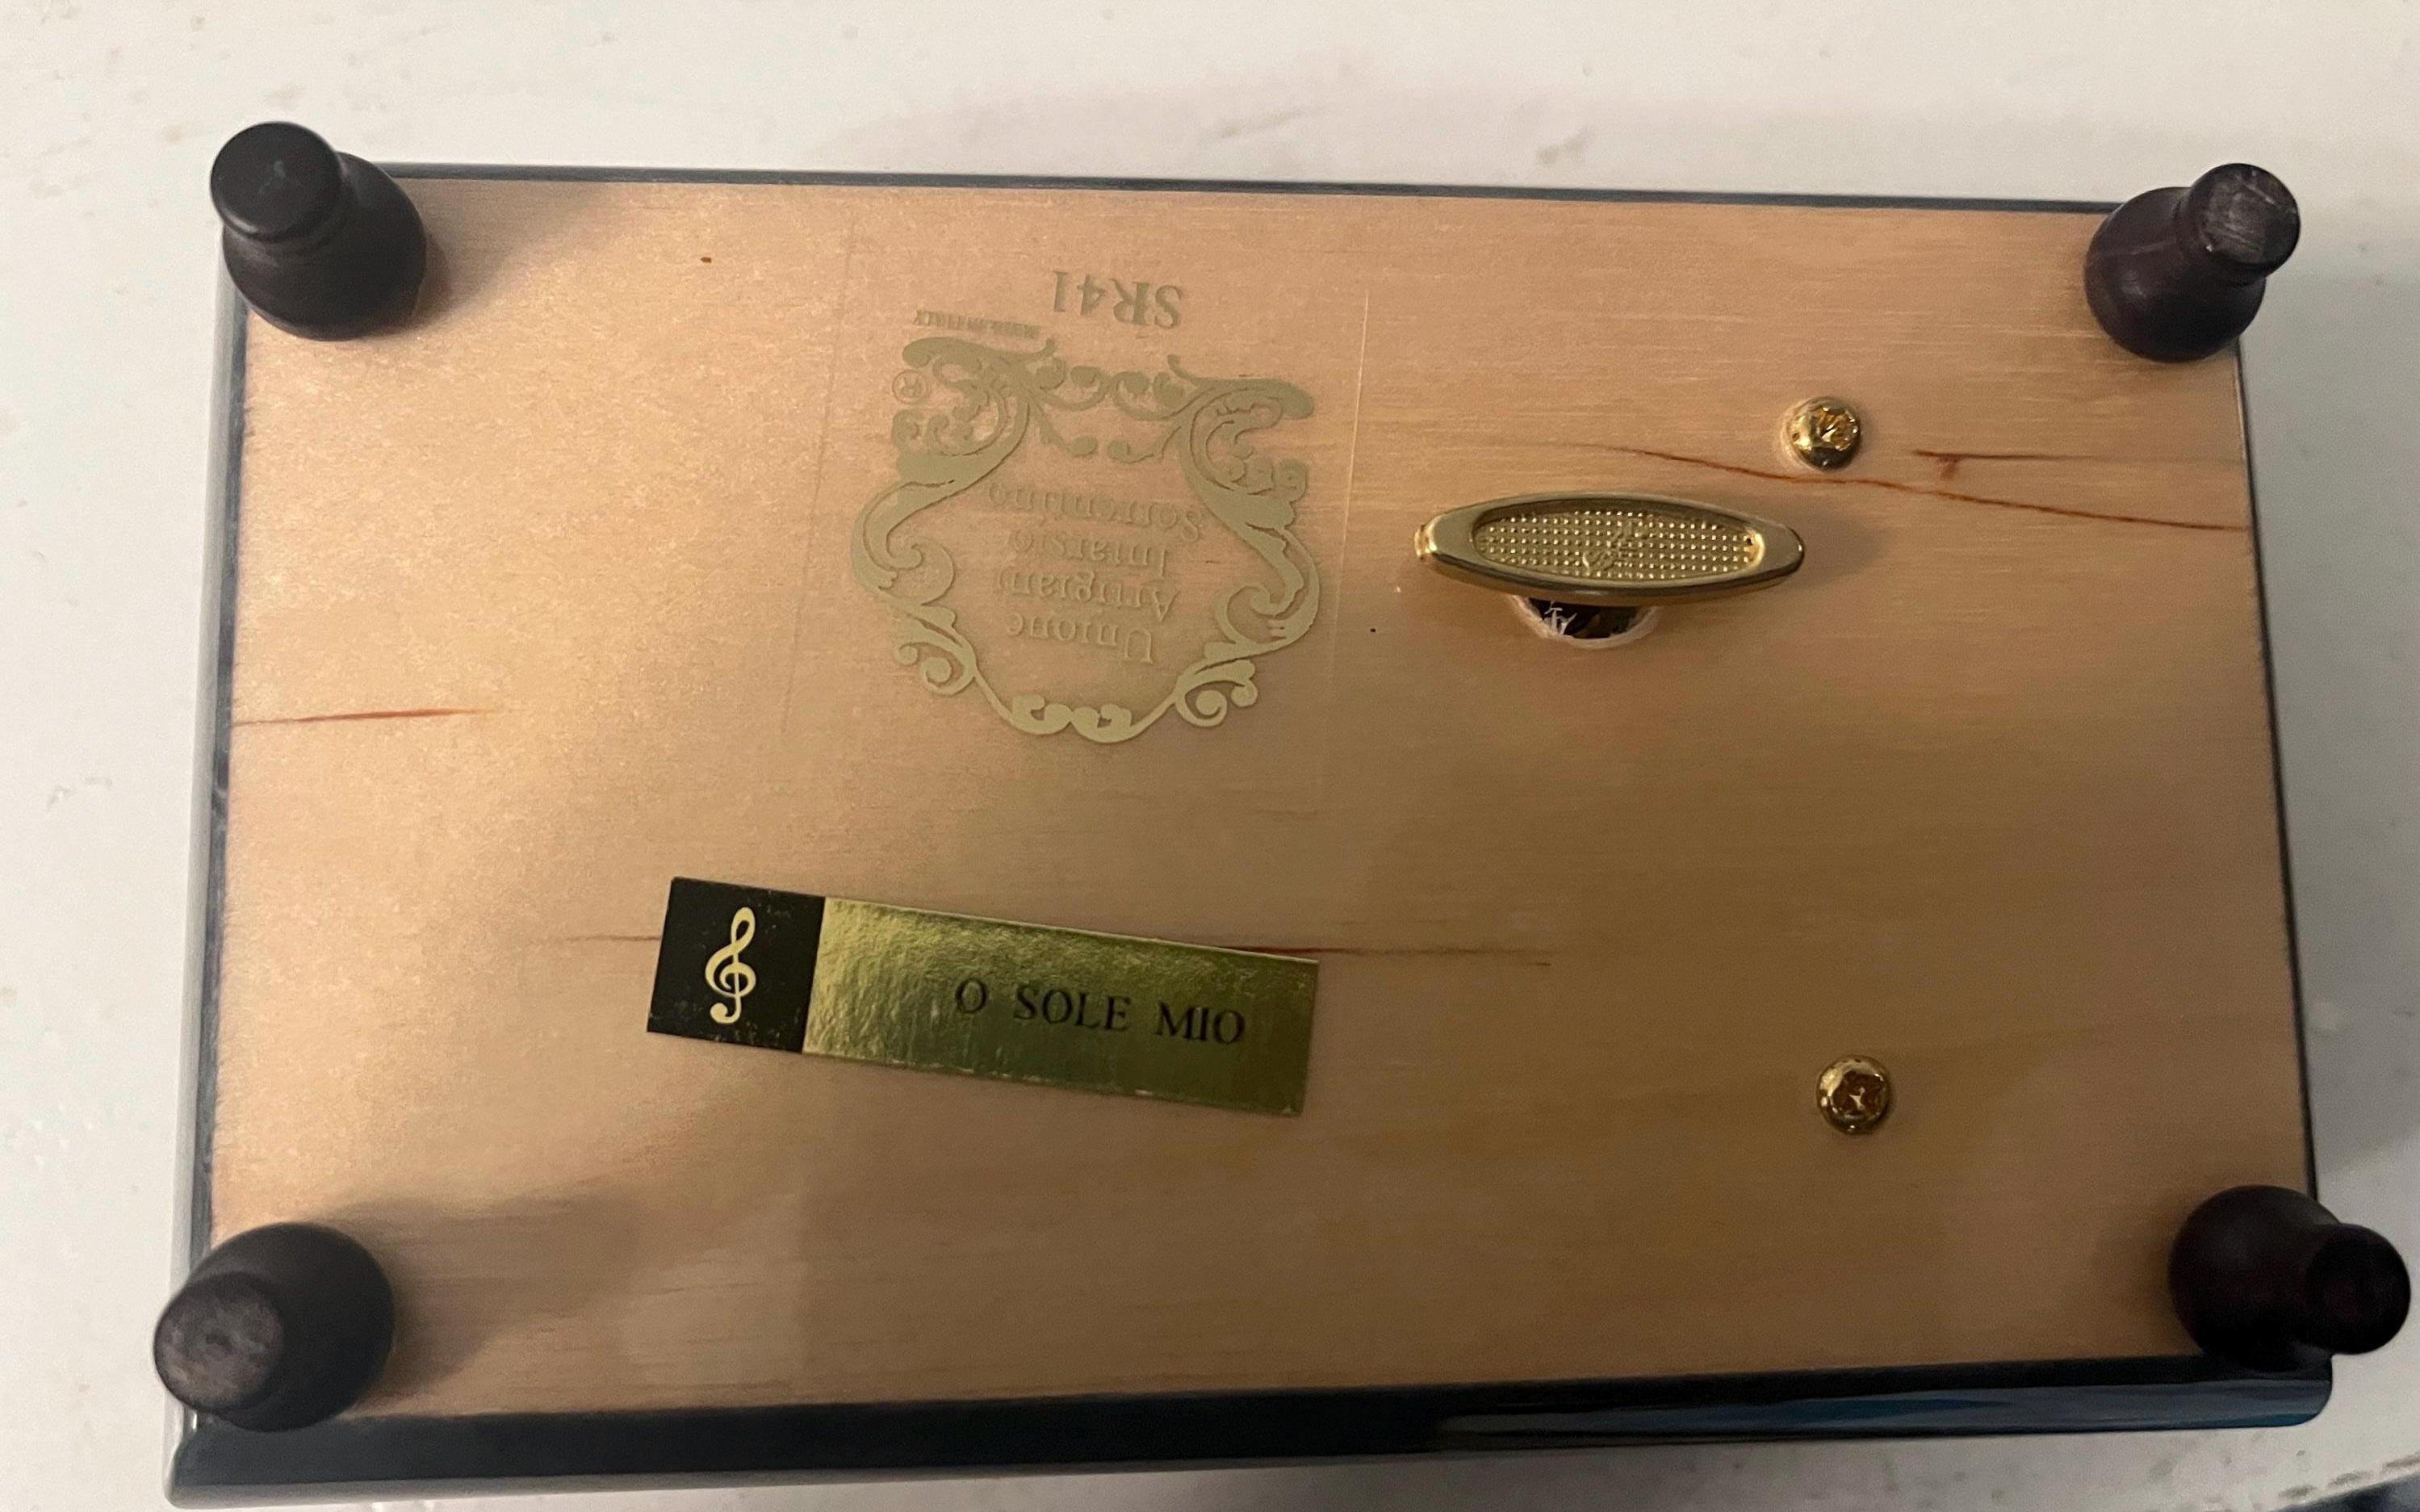 Unione
Artigiani
Intarsio
Sorrentino
®
MADE IN ITALY
SR41
O SOLE MIO